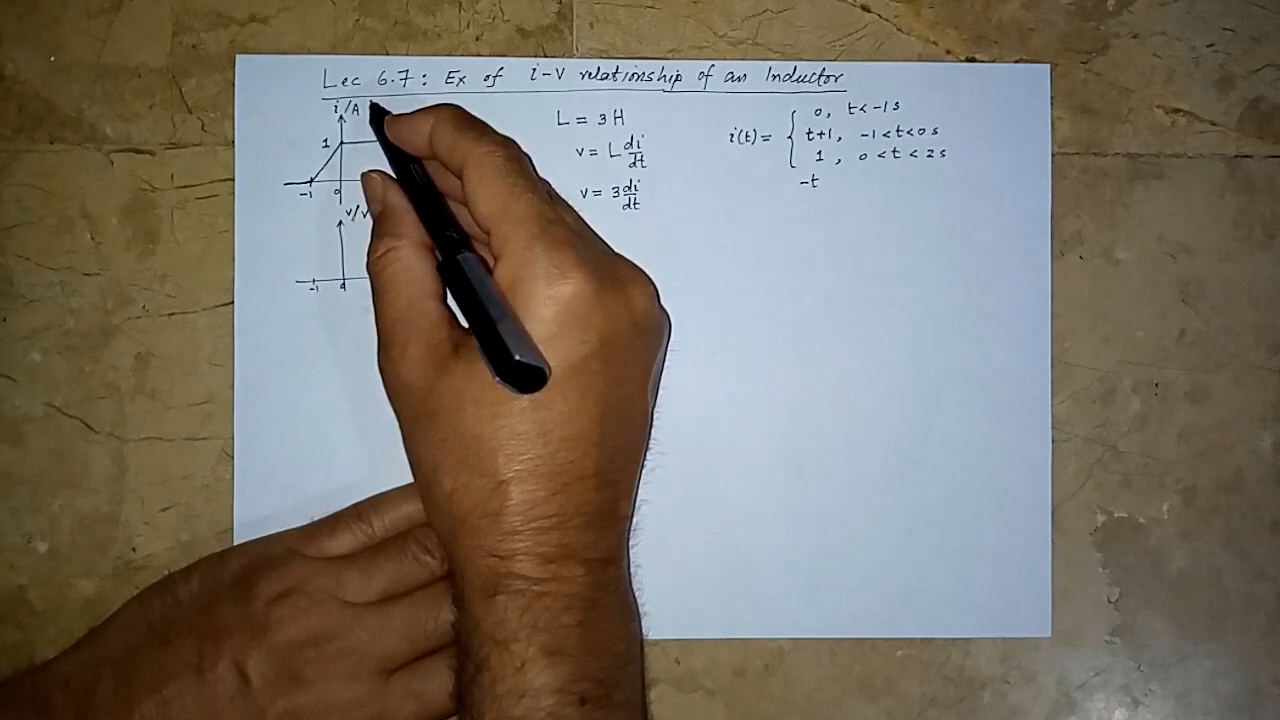 Lec 6.7: Ex of i-v relationship of an Inductor
i/A
1
-1 0
v/v
-1 0
L = 3H
v = L di/dt
v = 3 di/dt
i(t) = { 0, t<-1s
t+1, -1<t<0s
1, 0<t<2s
-t